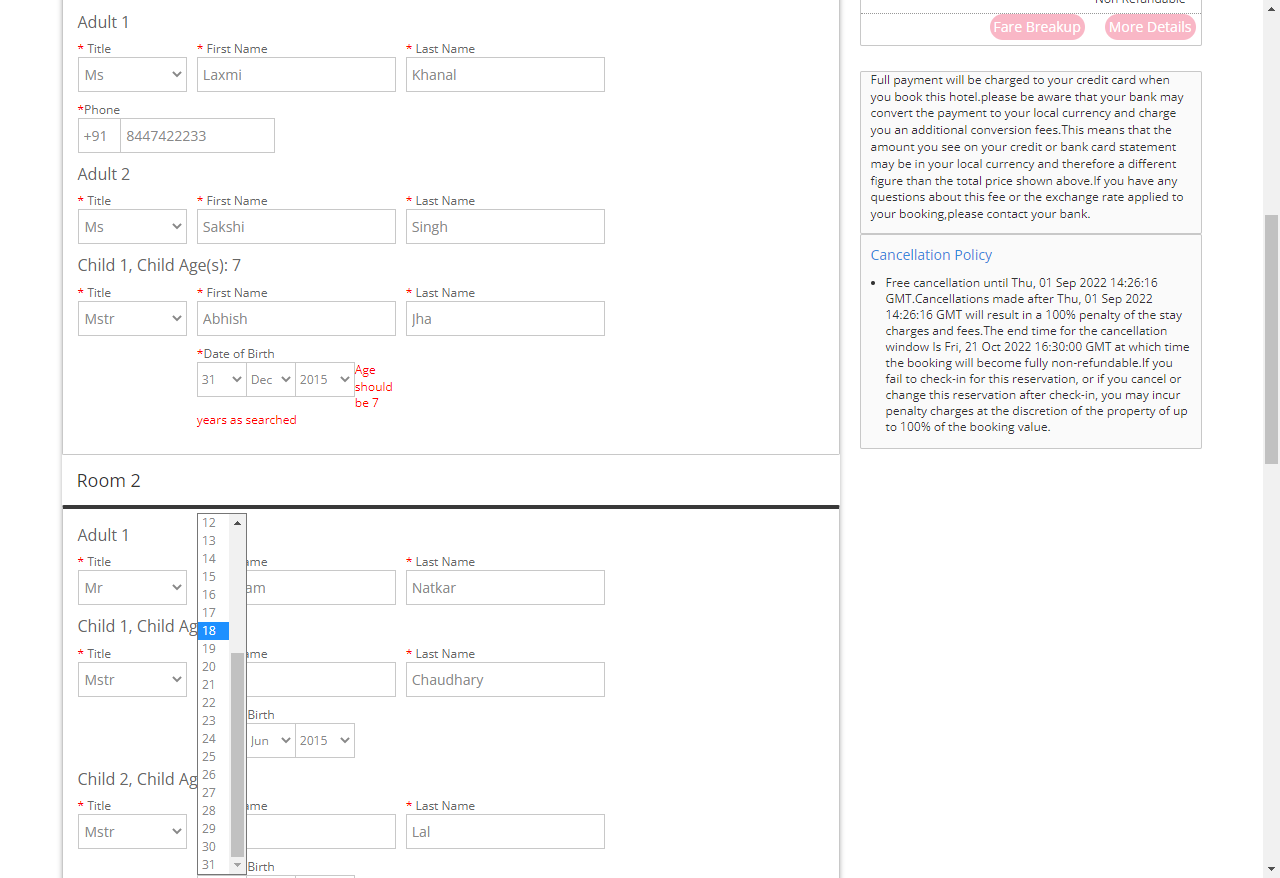 Adult 1
* Title * First Name * Last Name
Ms Laxmi Khanal
*Phone
+91 8447422233
Adult 2
* Title * First Name * Last Name
Ms Sakshi Singh
Child 1, Child Age(s): 7
* Title * First Name * Last Name
Mstr Abhish Jha
*Date of Birth
31 Dec 2015 Age should be 7
years as searched
Room 2
Adult 1
* Title ame * Last Name
Mr am Natkar
Child 1, Child Ag
* Title ame * Last Name
Mstr Chaudhary
Birth
Jun 2015
Child 2, Child Ag
* Title ame * Last Name
Mstr Lal
Birth
12
13
14
15
16
17
18
19
20
21
22
23
24
25
26
27
28
29
30
31
Non Refundable
Fare Breakup More Details
Full payment will be charged to your credit card when
you book this hotel.please be aware that your bank may
convert the payment to your local currency and charge
you an additional conversion fees.This means that the
amount you see on your credit or bank card statement
may be in your local currency and therefore a different
figure than the total price shown above.If you have any
questions about this fee or the exchange rate applied to
your booking,please contact your bank.
Cancellation Policy
• Free cancellation until Thu, 01 Sep 2022 14:26:16
GMT.Cancellations made after Thu, 01 Sep 2022
14:26:16 GMT will result in a 100% penalty of the stay
charges and fees.The end time for the cancellation
window Is Fri, 21 Oct 2022 16:30:00 GMT at which time
the booking will become fully non-refundable.If you
fail to check-in for this reservation, or if you cancel or
change this reservation after check-in, you may incur
penalty charges at the discretion of the property of up
to 100% of the booking value.